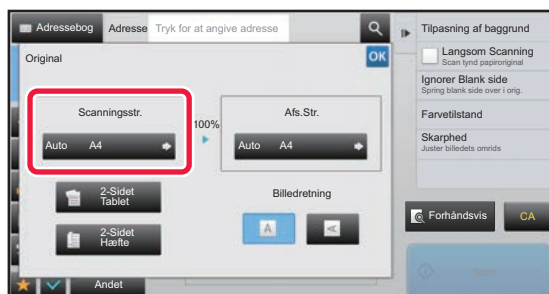 Adressebog
Adresse
Tryk for at angive adresse
Original
OK
Scanningsstr.
Auto A4
100%
Afs.Str.
Auto A4
2-Sidet
Tablet
2-Sidet
Hæfte
Billedretning
A
A
Andet
Tilpasning af baggrund
Langsom Scanning
Scan tynd papiroriginal
Ignorer Blank side
Spring blank side over i orig.
Farvetilstand
Skarphed
Juster billedets omrids
Forhåndsvis
CA
Start